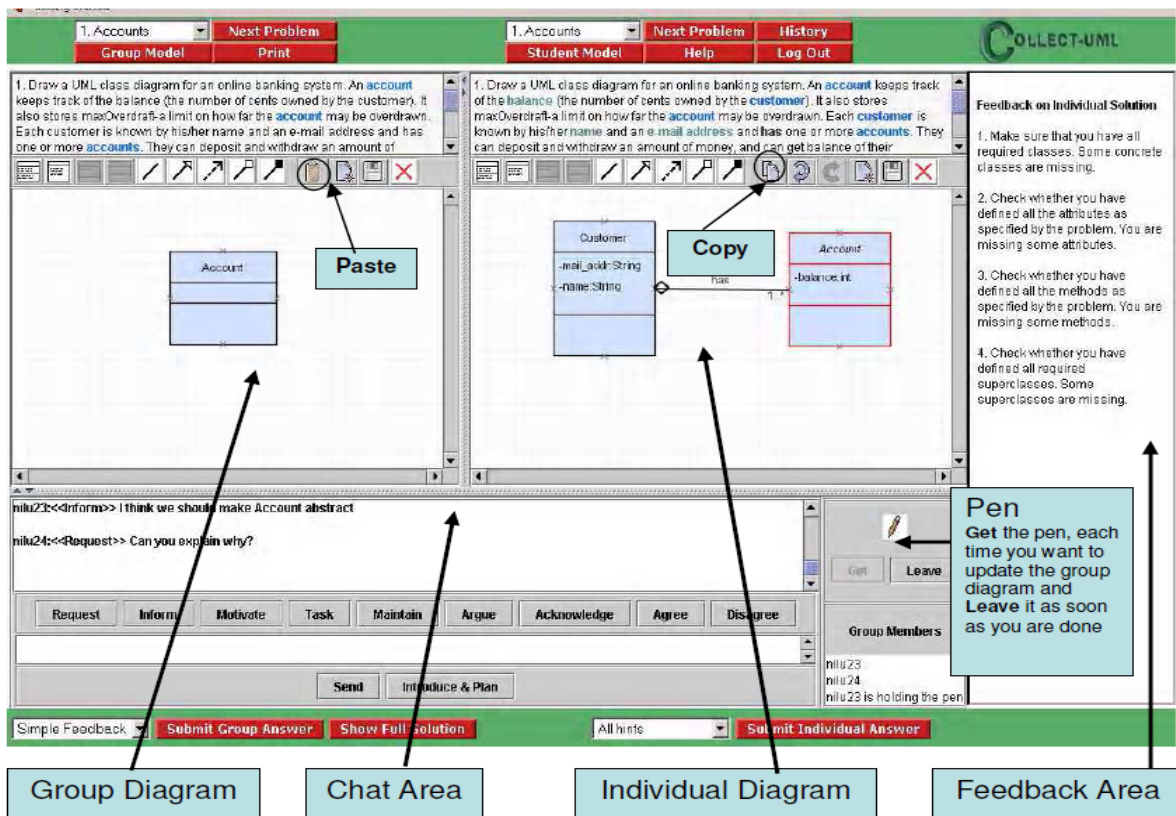 1. Accounts
Next Problem
Group Model
Print
1. Accounts
Next Problem
History
Student Model
Help
Log Out
COLLECT-UML
1. Draw a UML class diagram for an online banking system. An account
keeps track of the balance (the number of cents owned by the customer). It
also stores maxOverdraft-a limit on how far the account may be overdrawn.
Each customer is known by his/her name and an e-mail address and has
one or more accounts. They can deposit and withdraw an amount of
1. Draw a UML class diagram for an online banking system. An account keeps track
of the balance (the number of cents owned by the customer). It also stores
maxOverdraft-a limit on how far the account may be overdrawn. Each customer is
known by his/her name and an e-mail address and has one or more accounts. They
can deposit and withdraw an amount of money, and can get balance of their
Feedback on Individual Solution
1. Make sure that you have all
required classes. Some concrete
classes are missing.
2. Check whether you have
defined all the attributes as
specified by the problem. You are
missing some attributes.
3. Check whether you have
defined all the methods as
specified by the problem. You are
missing some methods.
4. Check whether you have
defined all required
superclasses. Some
superclasses are missing.
Account
Paste
Customer
-mail_addr:String
-name:String
Copy
has
1..*
Account
-balance:int
nilu23:<<Inform>> I think we should make Account abstract
nilu24:<<Request>> Can you explain why?
Request
Inform
Motivate
Task
Maintain
Argue
Acknowledge
Agree
Disagree
Send
Introduce & Plan
Get
Leave
Group Members
nilu23
nilu24
nilu23 is holding the pen
Pen
Get the pen, each
time you want to
update the group
diagram and
Leave it as soon
as you are done
Simple Feedback
Submit Group Answer
Show Full Solution
All hints
Submit Individual Answer
Group Diagram
Chat Area
Individual Diagram
Feedback Area